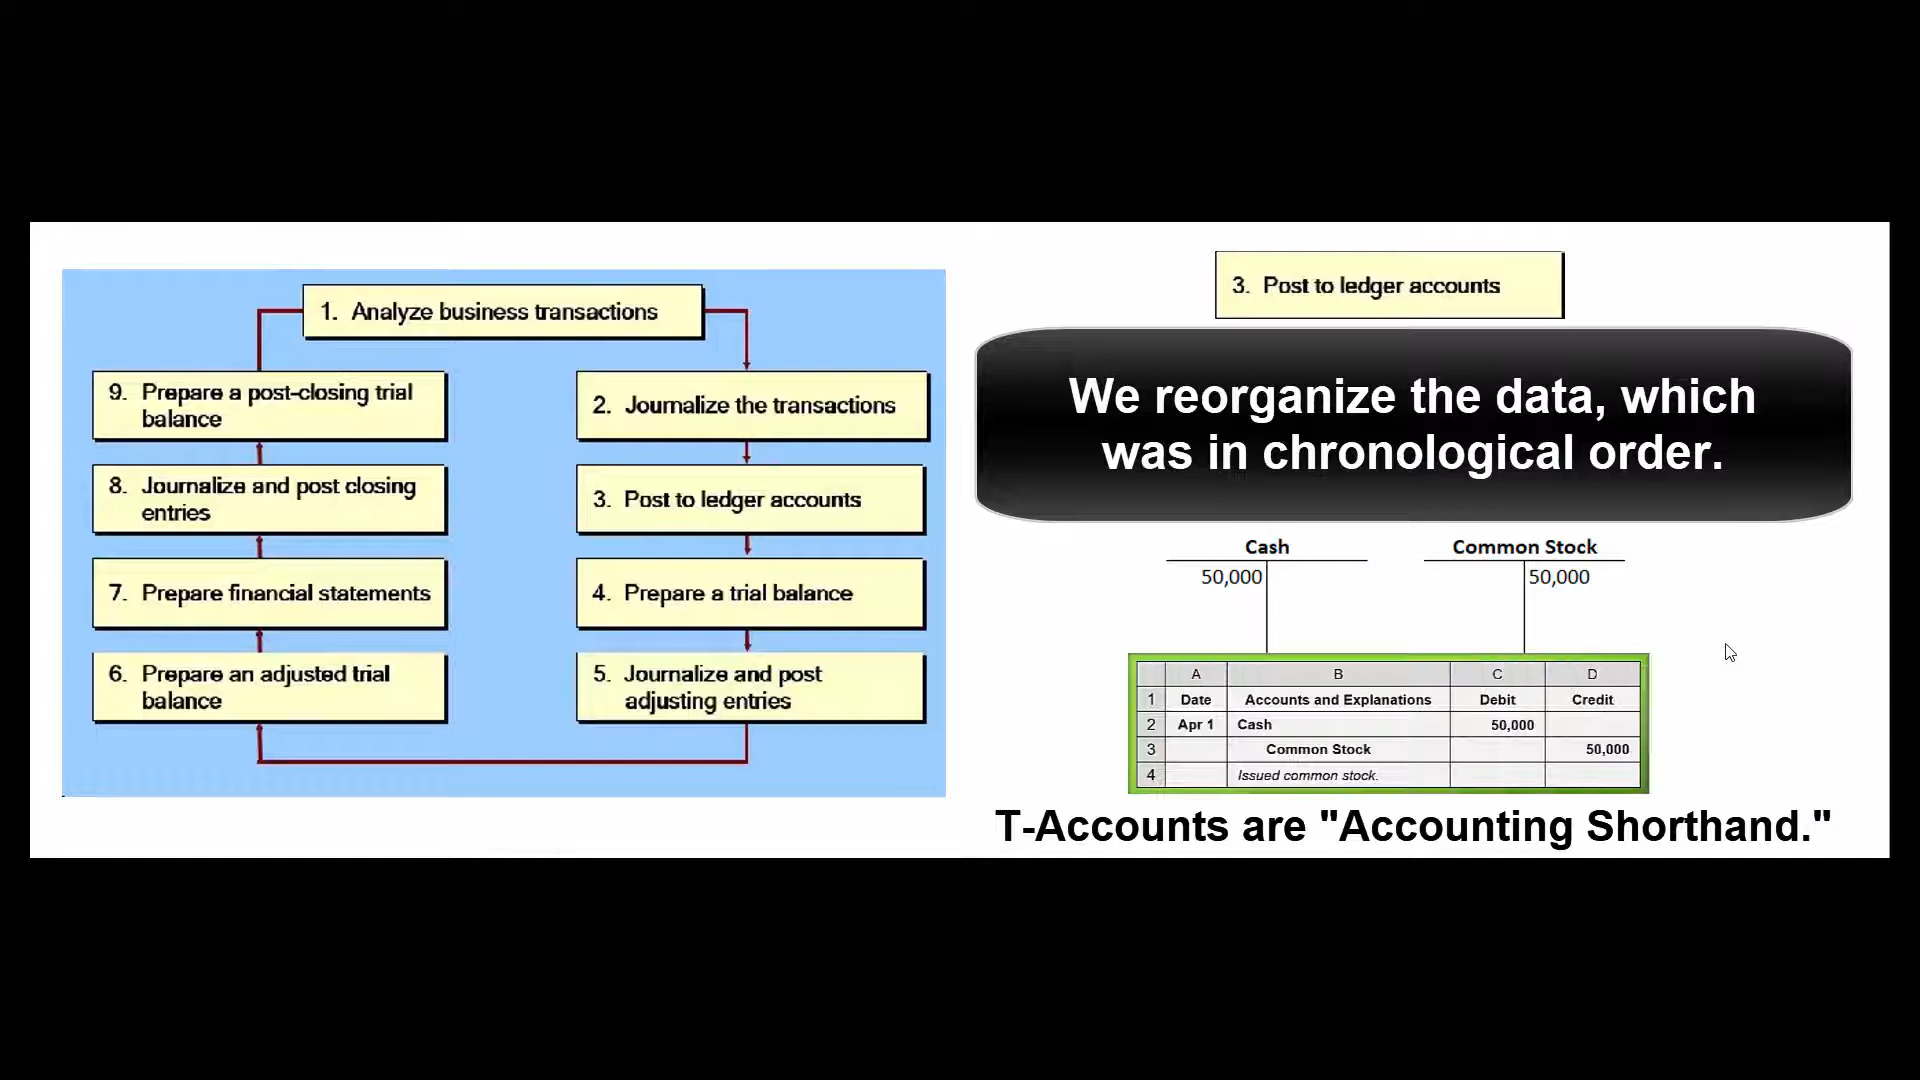 1. Analyze business transactions
2. Journalize the transactions
3. Post to ledger accounts
4. Prepare a trial balance
5. Journalize and post
adjusting entries
6. Prepare an adjusted trial
balance
7. Prepare financial statements
8. Journalize and post closing
entries
9. Prepare a post-closing trial
balance
3. Post to ledger accounts
We reorganize the data, which
was in chronological order.
Cash Common Stock
50,000 50,000
A B C D
1 Date Accounts and Explanations Debit Credit
2 Apr 1 Cash 50,000
3 Common Stock 50,000
4 Issued common stock.
T-Accounts are "Accounting Shorthand."